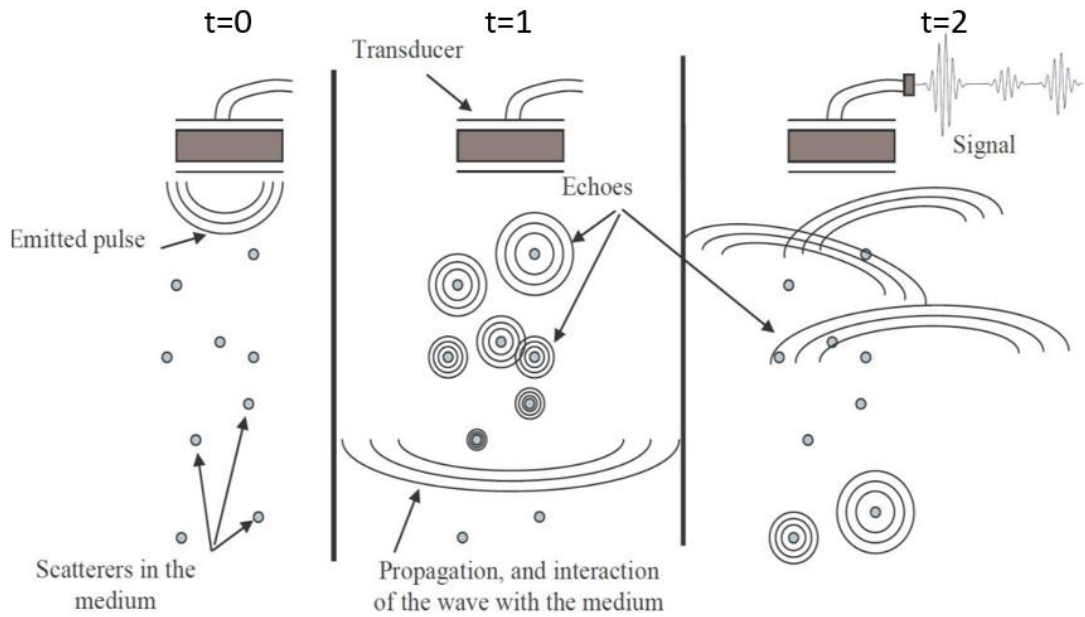 t=0
t=1
t=2
Transducer
Signal
Echoes
Emitted pulse
Scatterers in the
medium
Propagation, and interaction
of the wave with the medium